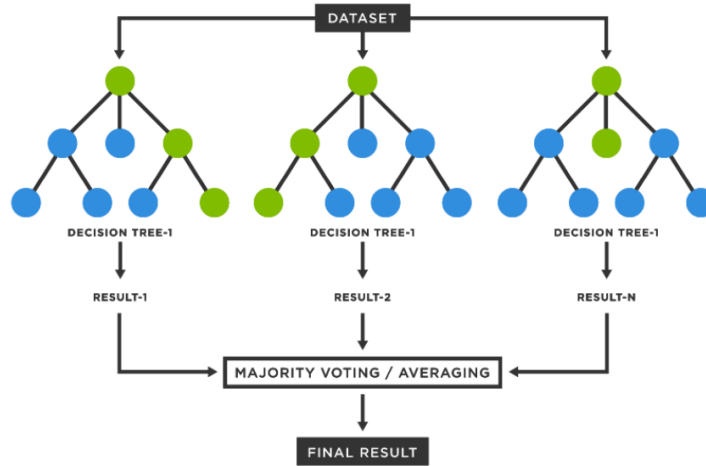 DATASET
DECISION TREE-1
DECISION TREE-1
DECISION TREE-1
RESULT-1
RESULT-2
RESULT-N
MAJORITY VOTING / AVERAGING
FINAL RESULT